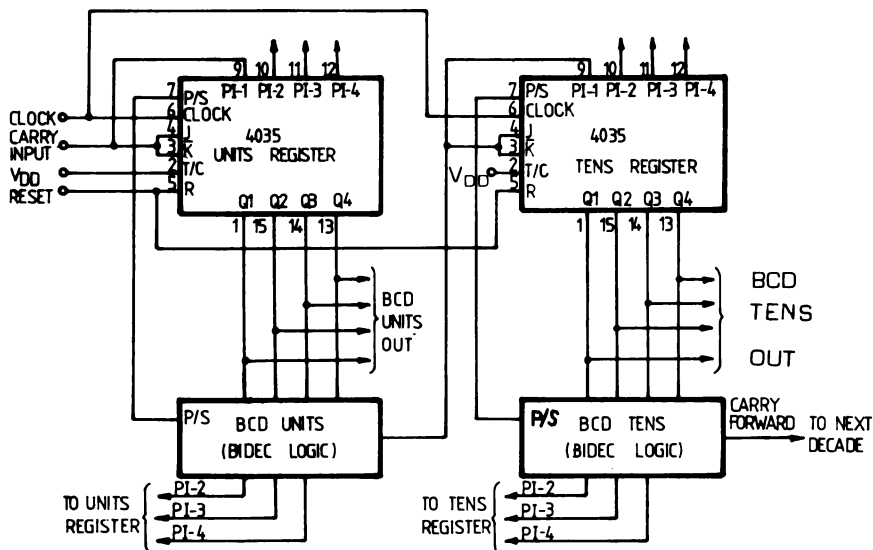 9 10 11 12
7 P/S PI-1 PI-2 PI-3 PI-4
CLOCK 6 CLOCK
CARRY INPUT 4 J 4035
3 K UNITS REGISTER
VDD 2 T/C
RESET 5 R
Q1 Q2 Q3 Q4
1 15 14 13
9 10 11 12
7 P/S PI-1 PI-2 PI-3 PI-4
6 CLOCK
4 J 4035
3 K TENS REGISTER
VDD 2 T/C
5 R
Q1 Q2 Q3 Q4
1 15 14 13
BCD
UNITS
OUT
BCD
TENS
OUT
P/S BCD UNITS
(BIDEC LOGIC)
P/S BCD TENS
(BIDEC LOGIC)
CARRY
FORWARD TO NEXT
DECADE
TO UNITS
REGISTER
PI-2
PI-3
PI-4
TO TENS
REGISTER
PI-2
PI-3
PI-4